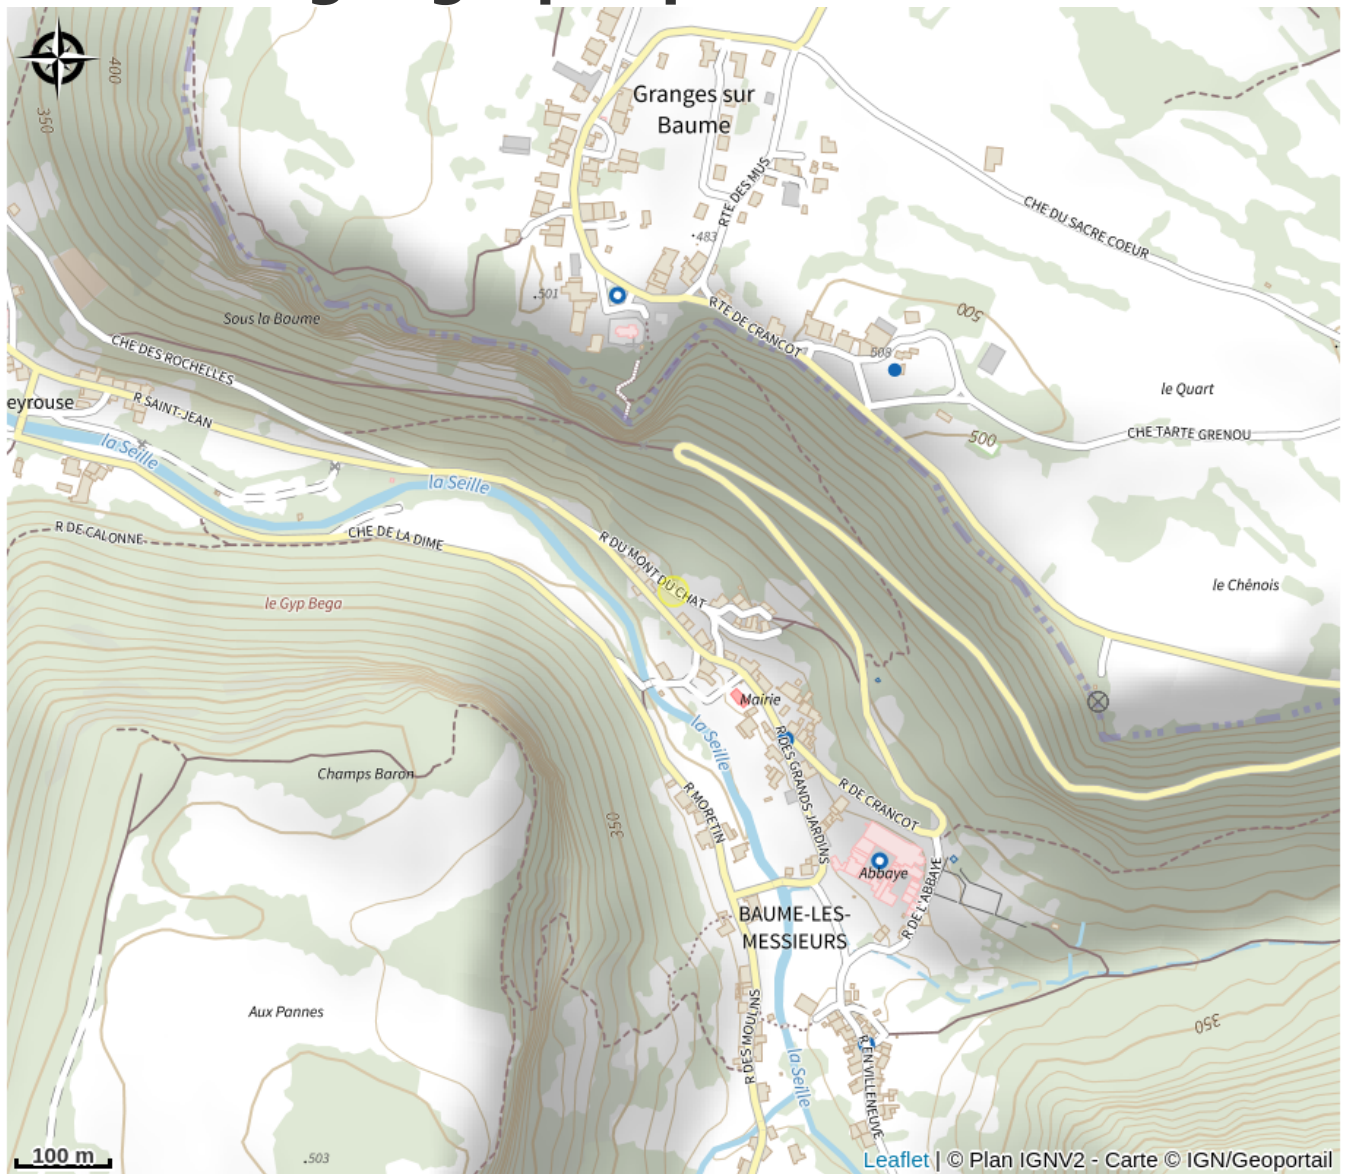 400
350
Granges sur
Baume
RTE DES MUS
CHE DU SACRE COEUR
483
501
500
Sous la Baume
RTE DE CRANCOT
508
CHE DES ROCHELLES
le Quart
eyrouse
R SAINT-JEAN
500
CHE TARTE GRENOU
la Seille
la Seille
R DE CALONNE
CHE DE LA DIME
R DU MONT DU CHAT
le Chênois
le Gyp Bega
Mairie
la Seille
R DES GRANDS JARDINS
Champs Baron
R MORETIN
R DE CRANCOT
350
Abbaye
R DE L'ABBAYE
BAUME-LES-
MESSIEURS
Aux Pannes
R DES MOULINS
350
la Seille
R EN VILLENEUVE
100 m
503
Leaflet | © Plan IGNV2 - Carte © IGN/Geoportail